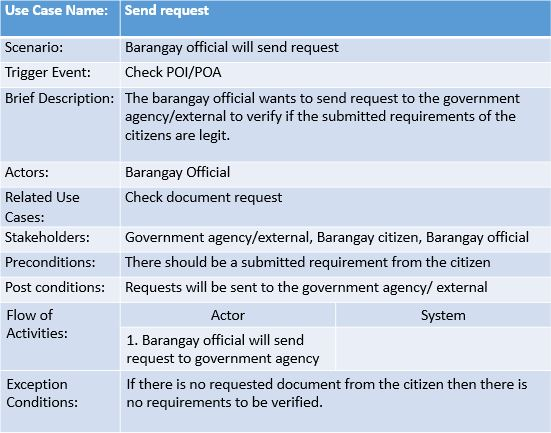 Use Case Name: Send request
Scenario: Barangay official will send request
Trigger Event: Check POI/POA
Brief Description: The barangay official wants to send request to the government
agency/external to verify if the submitted requirements of the
citizens are legit.
Actors: Barangay Official
Related Use Check document request
Cases:
Stakeholders: Government agency/external, Barangay citizen, Barangay official
Preconditions: There should be a submitted requirement from the citizen
Post conditions: Requests will be sent to the government agency/ external
Flow of Actor System
Activities:
1. Barangay official will send
request to government agency
Exception If there is no requested document from the citizen then there is
Conditions: no requirements to be verified.